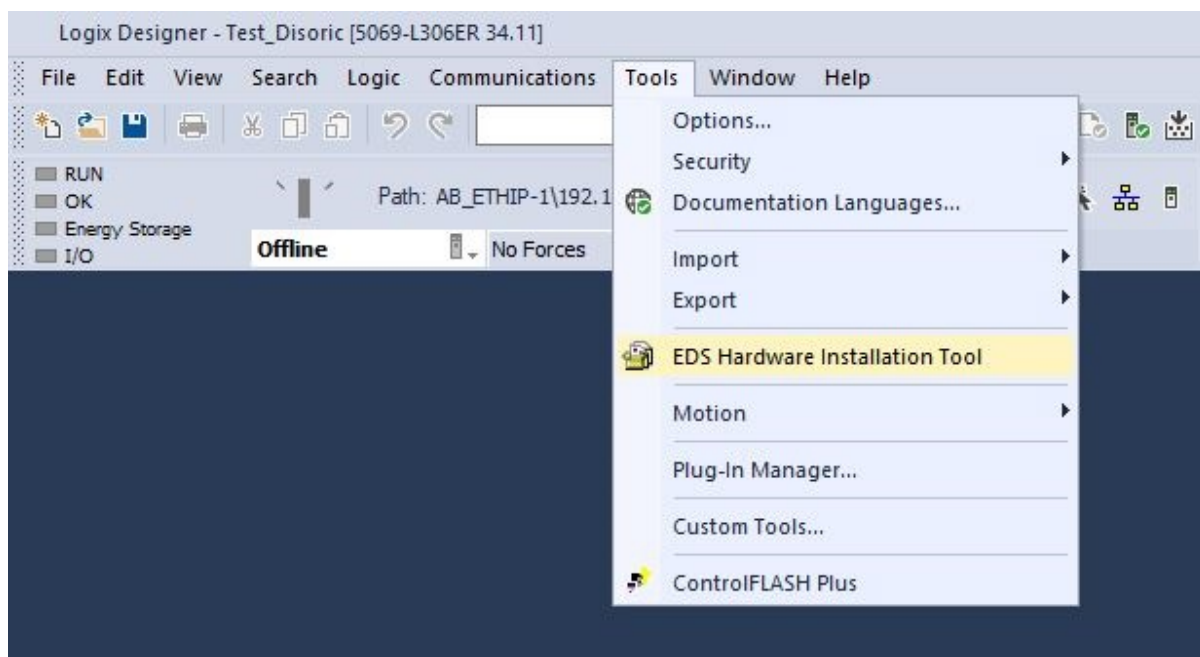 Logix Designer - Test_Disoric [5069-L306ER 34.11]
File Edit View Search Logic Communications Tools Window Help
Options...
Security
Documentation Languages...
Import
Export
EDS Hardware Installation Tool
Motion
Plug-In Manager...
Custom Tools...
ControlFLASH Plus
RUN
OK
Energy Storage
I/O
Path: AB_ETHIP-1\192.1
Offline
No Forces